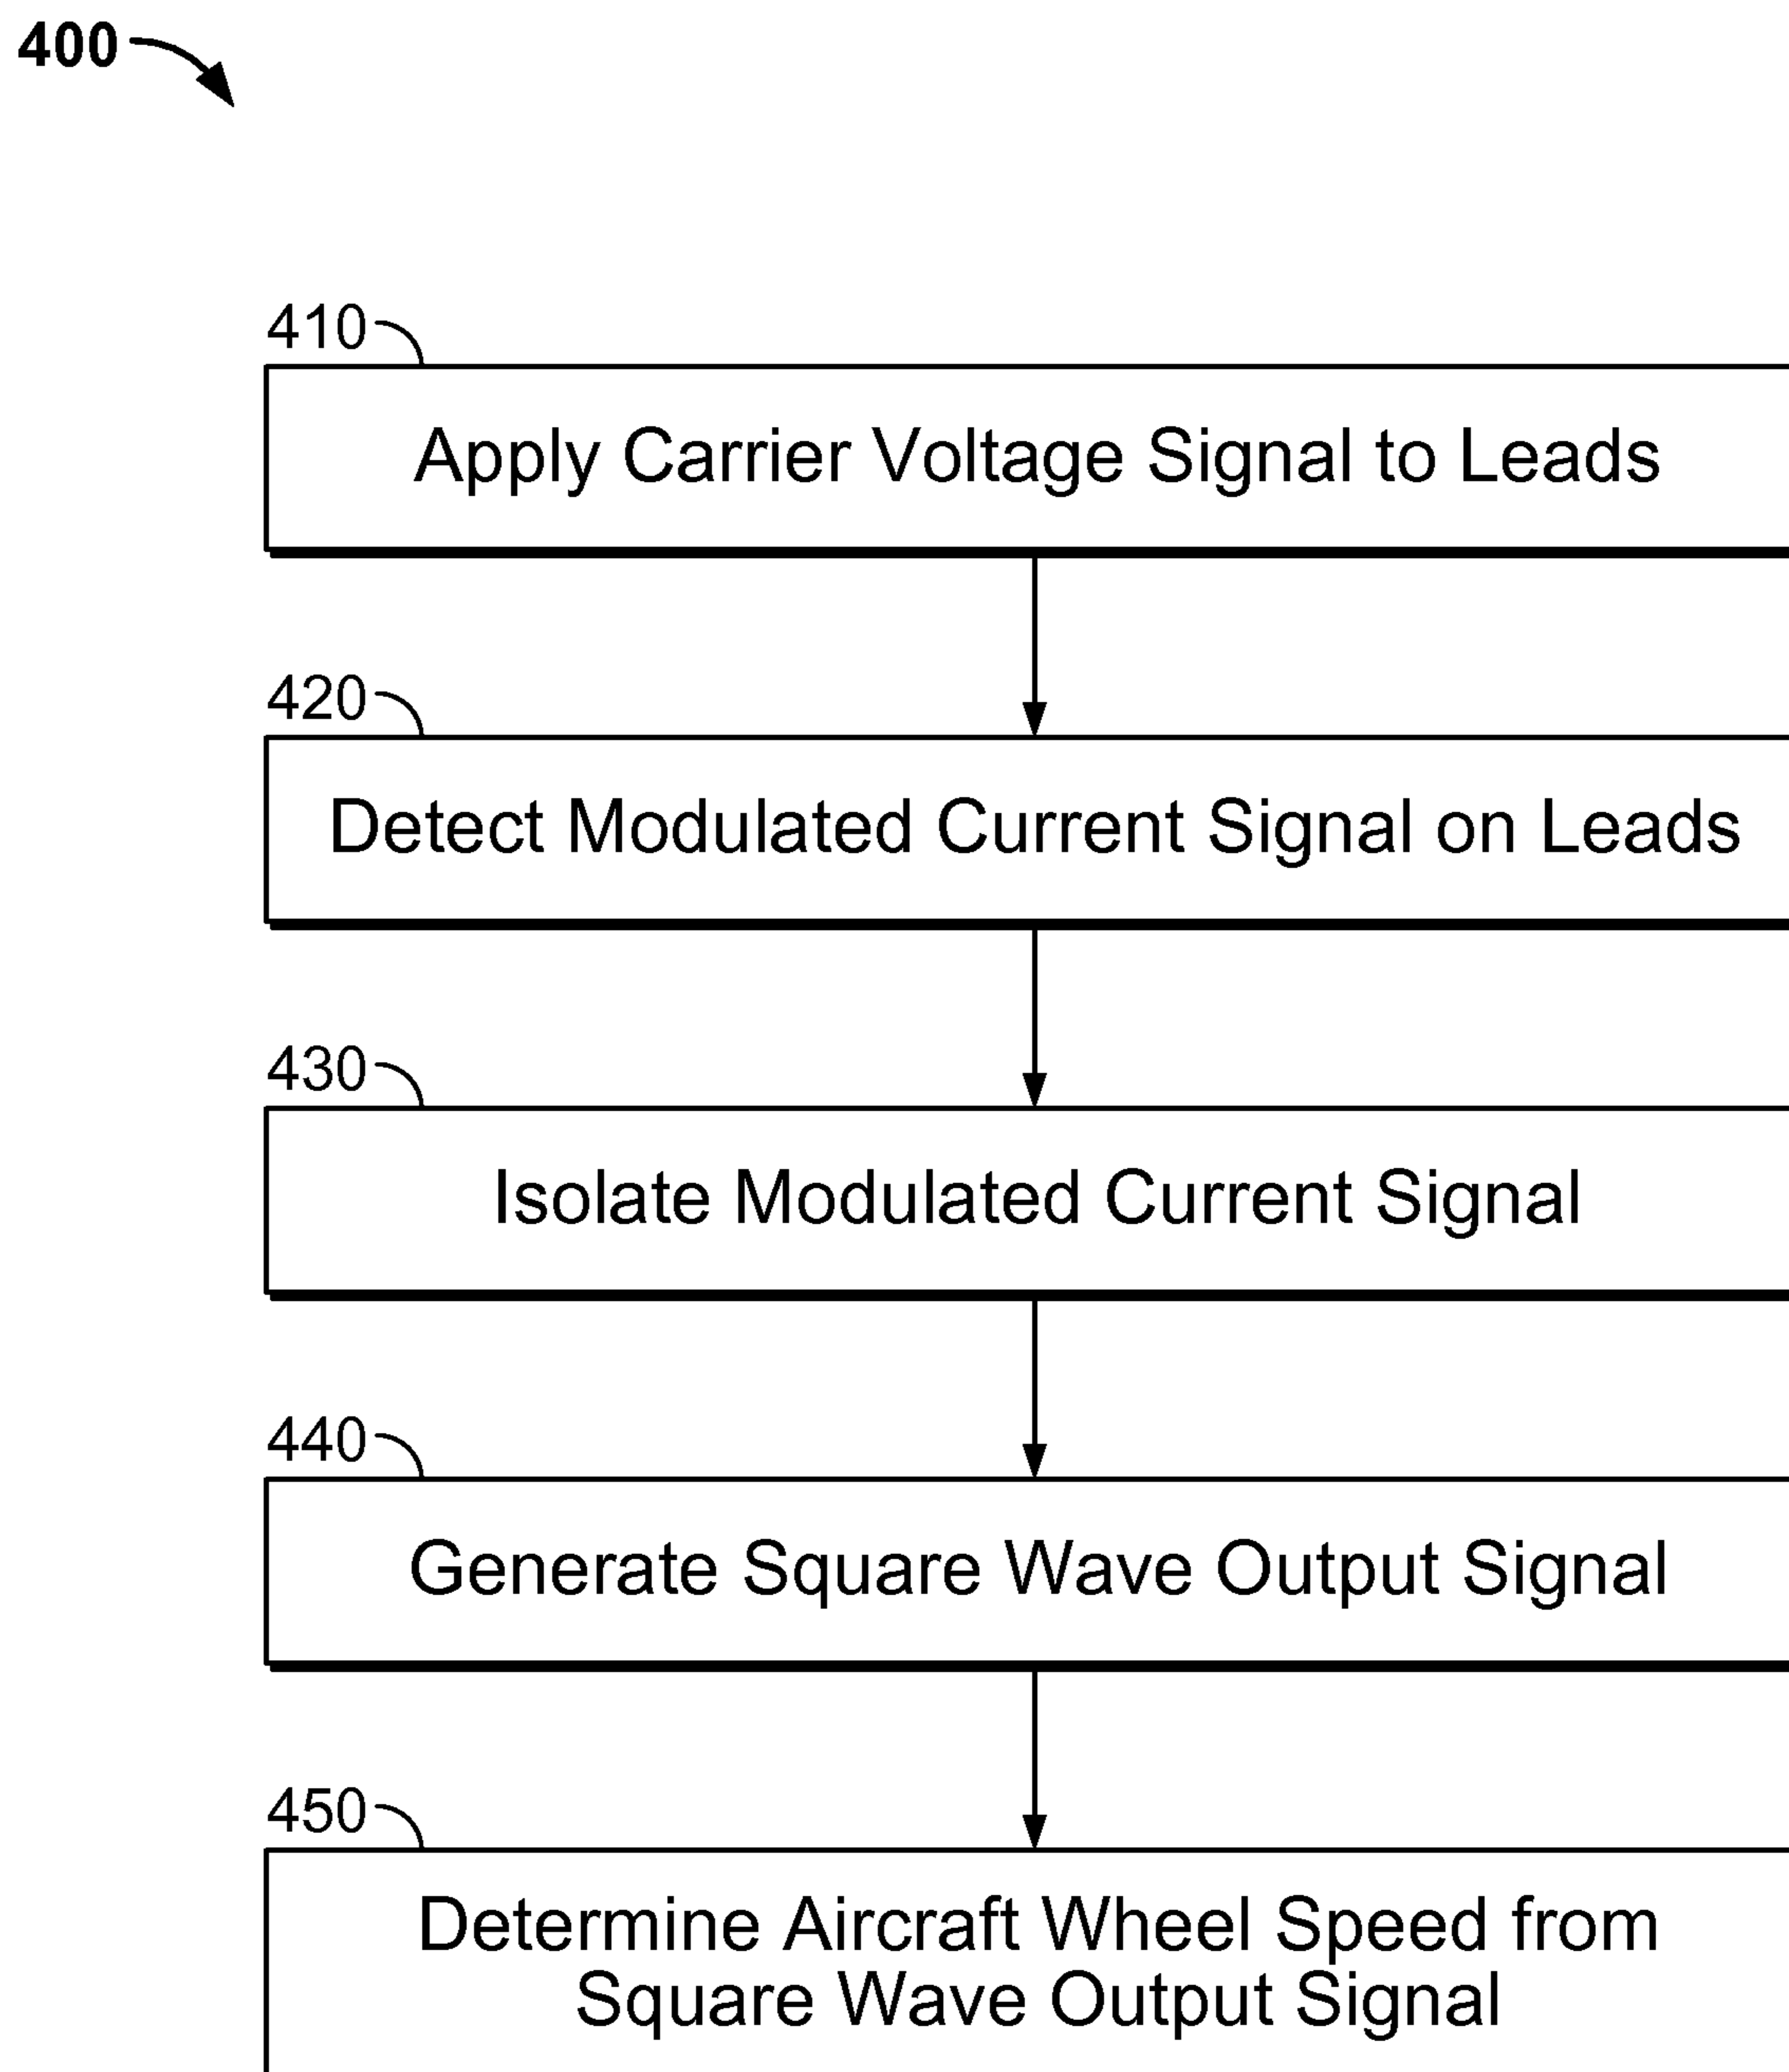 400
410
Apply Carrier Voltage Signal to Leads
420
Detect Modulated Current Signal on Leads
430
Isolate Modulated Current Signal
440
Generate Square Wave Output Signal
450
Determine Aircraft Wheel Speed from
Square Wave Output Signal